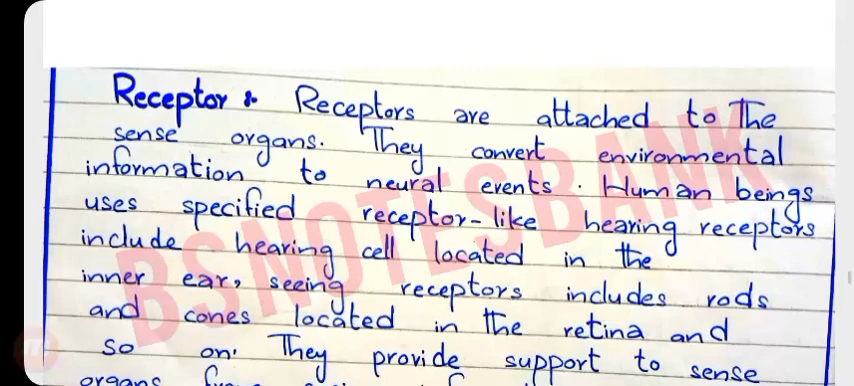 Receptor :- Receptors are attached to the
sense organs. They convert environmental
information to neural events. Human beings
uses specified receptor-like hearing receptors
include hearing cell located in the
inner ear, seeing receptors includes rods
and cones located in the retina and
so on. They provide support to sense
organs
BSNOTESBANK